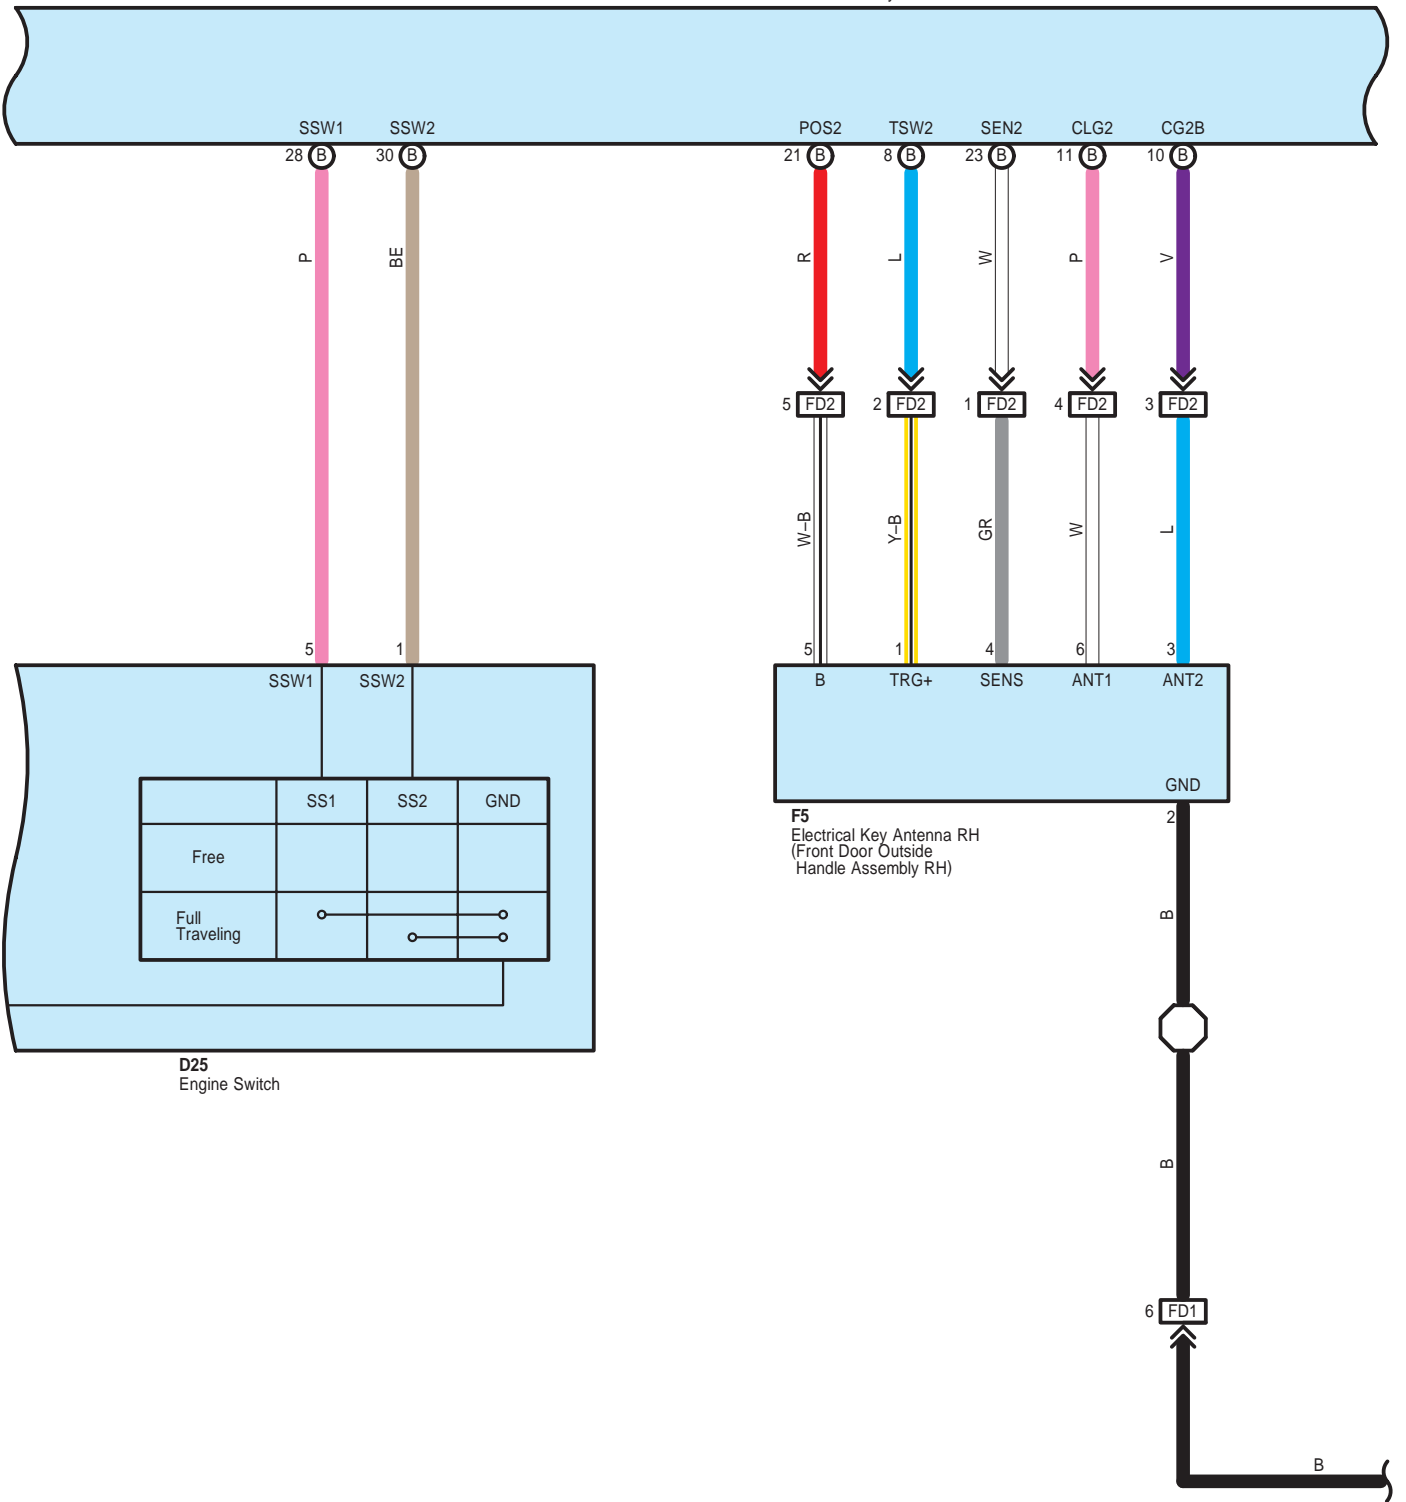 SSW1 SSW2 POS2 TSW2 SEN2 CLG2 CG2B
28 B 30 B 21 B 8 B 23 B 11 B 10 B
P BE R L W P V
5 FD2 2 FD2 1 FD2 4 FD2 3 FD2
W–B Y–B GR W L
5 1 5 1 4 6 3
SSW1 SSW2 B TRG+ SENS ANT1 ANT2
SS1 SS2 GND
Free
Full
Traveling
D25
Engine Switch
GND
F5
Electrical Key Antenna RH
(Front Door Outside
Handle Assembly RH)
2
B
B
6 FD1
B